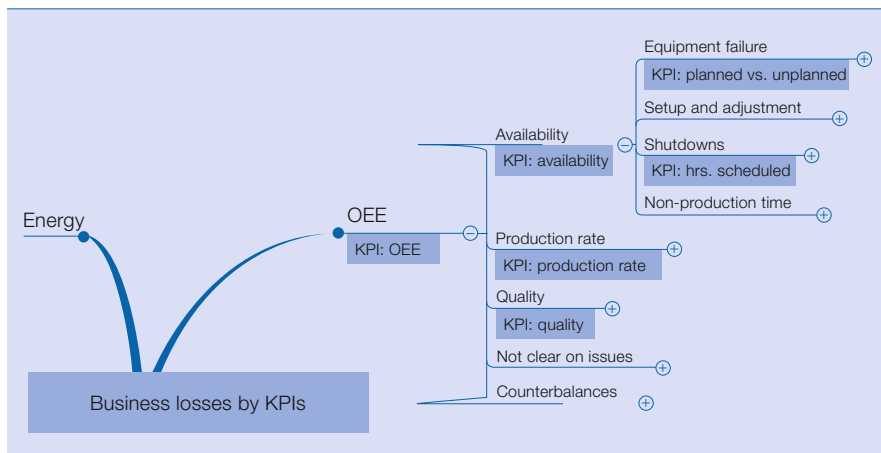 Equipment failure
KPI: planned vs. unplanned
Setup and adjustment
Availability
KPI: availability
Shutdowns
KPI: hrs. scheduled
Non-production time
Energy
OEE
KPI: OEE
Production rate
KPI: production rate
Quality
KPI: quality
Not clear on issues
Counterbalances
Business losses by KPIs